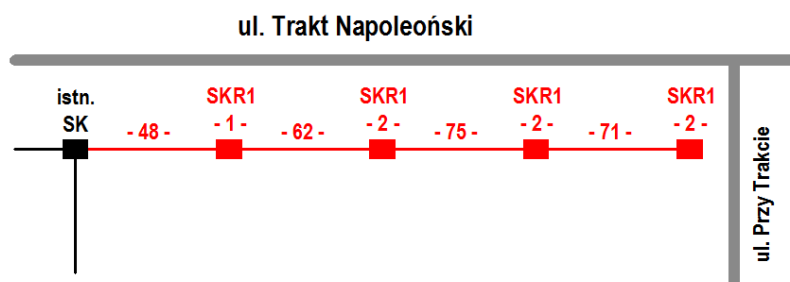 ul. Trakt Napoleoński
istn.
SK
- 48 -
SKR1
- 1 -
- 62 -
SKR1
- 2 -
- 75 -
SKR1
- 2 -
- 71 -
SKR1
- 2 -
ul. Przy Trakcie